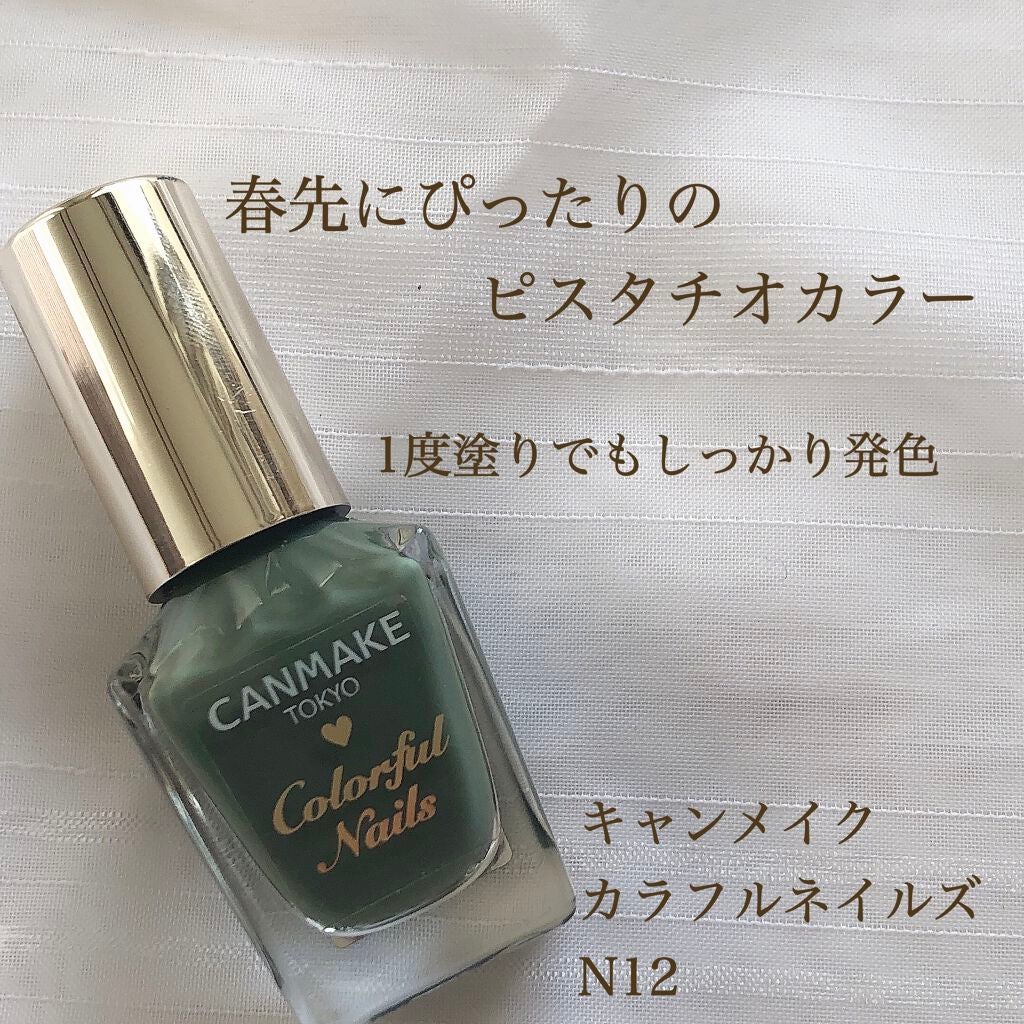 春先にぴったりの
ピスタチオカラー
1度塗りでもしっかり発色
CANMAKE
TOKYO
Colorful
Nails
キャンメイク
カラフルネイルズ
N12